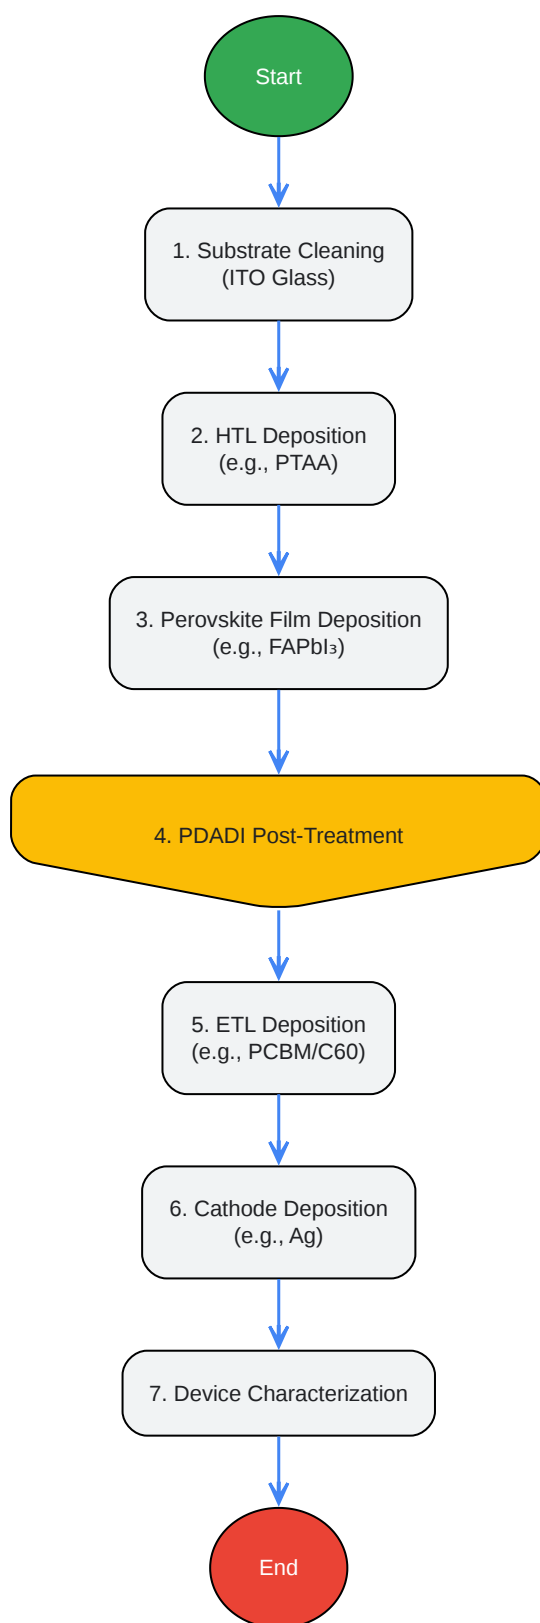 Start
1. Substrate Cleaning
(ITO Glass)
2. HTL Deposition
(e.g., PTAA)
3. Perovskite Film Deposition
(e.g., FAPbI₃)
4. PDADI Post-Treatment
5. ETL Deposition
(e.g., PCBM/C60)
6. Cathode Deposition
(e.g., Ag)
7. Device Characterization
End